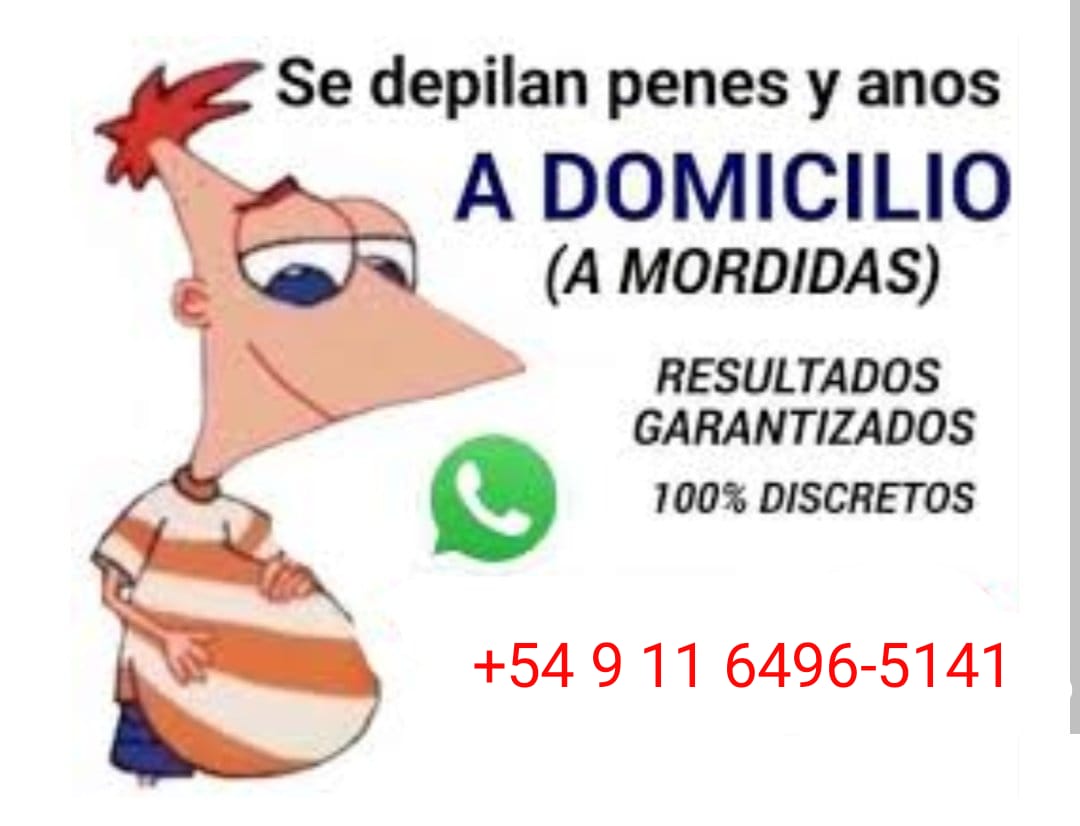 Se depilan penes y anos
A DOMICILIO
(A MORDIDAS)
RESULTADOS
GARANTIZADOS
100% DISCRETOS
+54 9 11 6496-5141